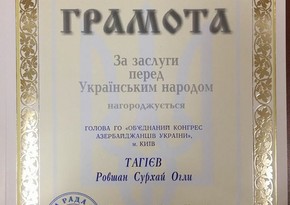 ГРАМОТА
За заслуги
перед
Українським народом
нагороджується
ГОЛОВА ГО «ОБ'ЄДНАНИЙ КОНГРЕС
АЗЕРБАЙДЖАНЦІВ УКРАЇНИ»,
м. КИЇВ
ТАГІЄВ
Ровшан Сурхай Огли
РАДА